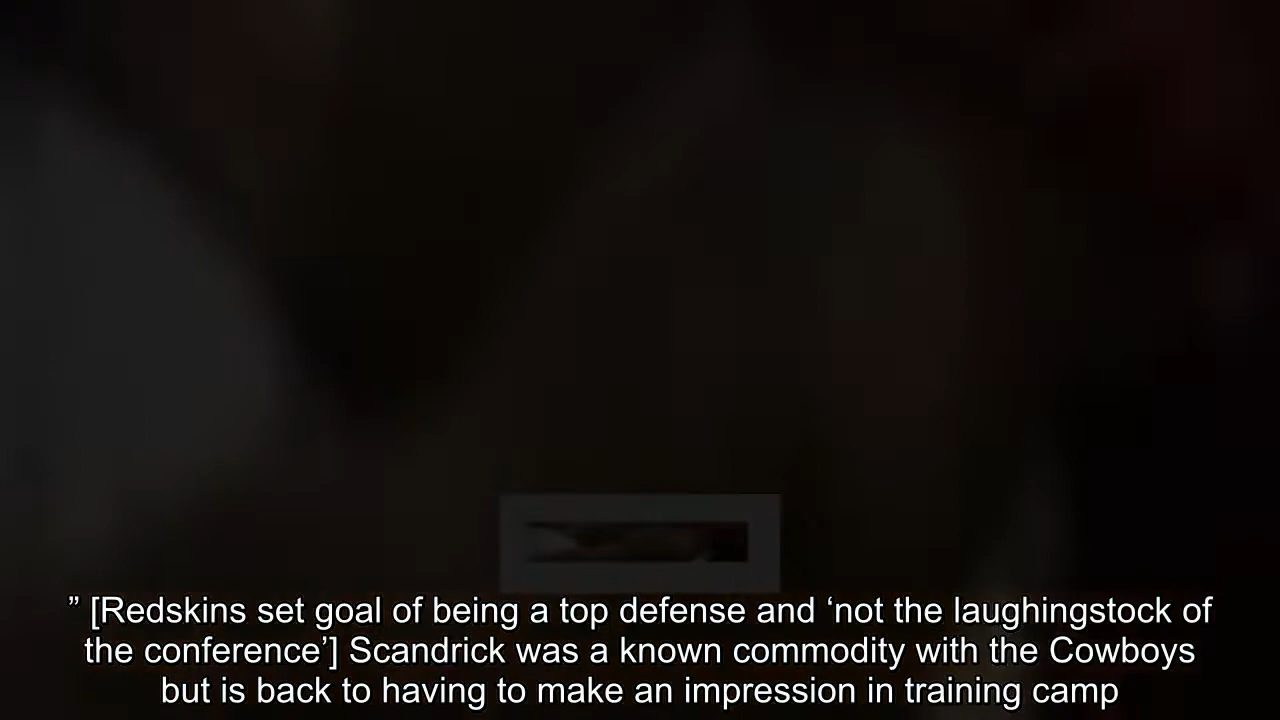 ” [Redskins set goal of being a top defense and ‘not the laughingstock of
the conference’] Scandrick was a known commodity with the Cowboys
but is back to having to make an impression in training camp